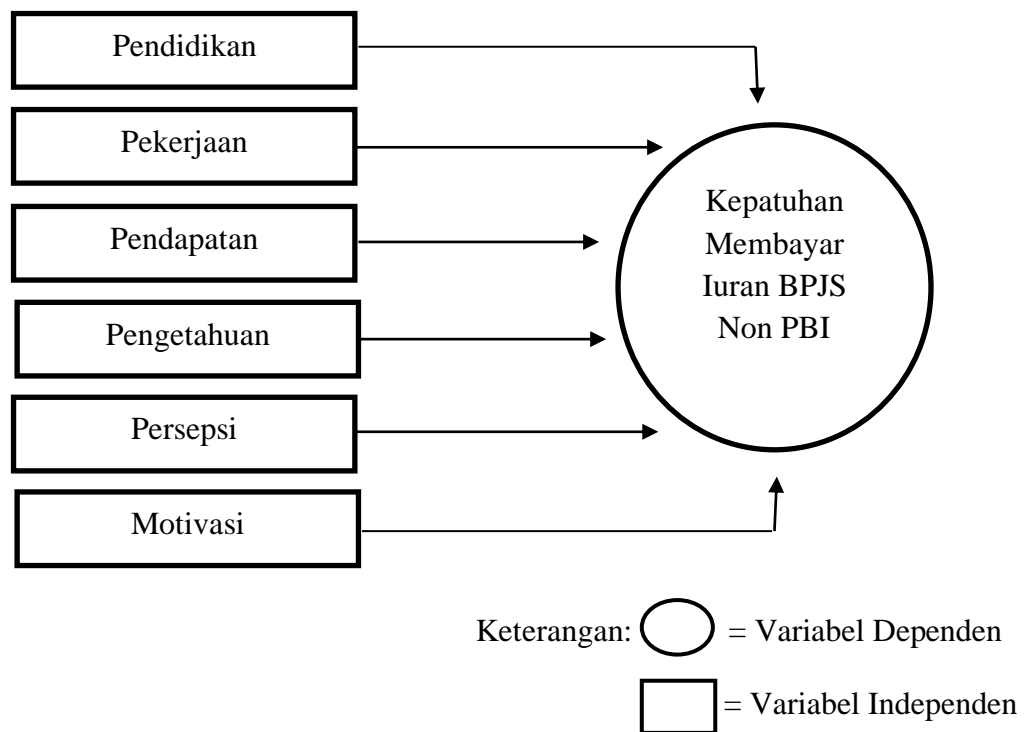 Pendidikan
Pekerjaan
Pendapatan
Pengetahuan
Persepsi
Motivasi
Kepatuhan
Membayar
Iuran BPJS
Non PBI
Keterangan:
= Variabel Dependen
= Variabel Independen